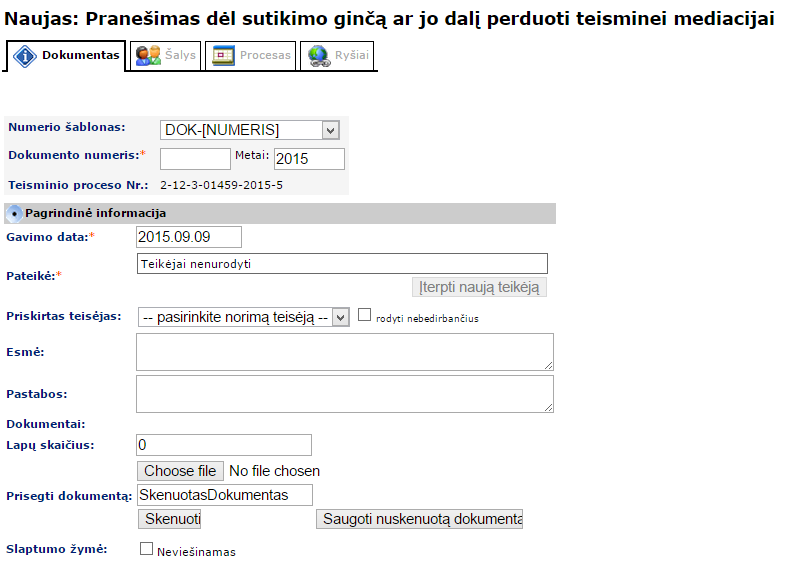 Naujas: Pranešimas dėl sutikimo ginčą ar jo dalį perduoti teisminei mediacijai
Dokumentas Šalys Procesas Ryšiai
Numerio šablonas: DOK-[NUMERIS]
Dokumento numeris:* Metai: 2015
Teisminio proceso Nr.: 2-12-3-01459-2015-5
Pagrindinė informacija
Gavimo data:* 2015.09.09
Teikėjai nenurodyti
Pateikė:*
Įterpti naują teikėją
Priskirtas teisėjas: -- pasirinkite norimą teisėją -- rodyti nebedirbančius
Esmė:
Pastabos:
Dokumentai:
Lapų skaičius: 0
Choose file No file chosen
Prisegti dokumentą: SkenuotasDokumentas
Skenuoti Saugoti nuskenuotą dokumenta
Slaptumo žymė: Neviešinamas